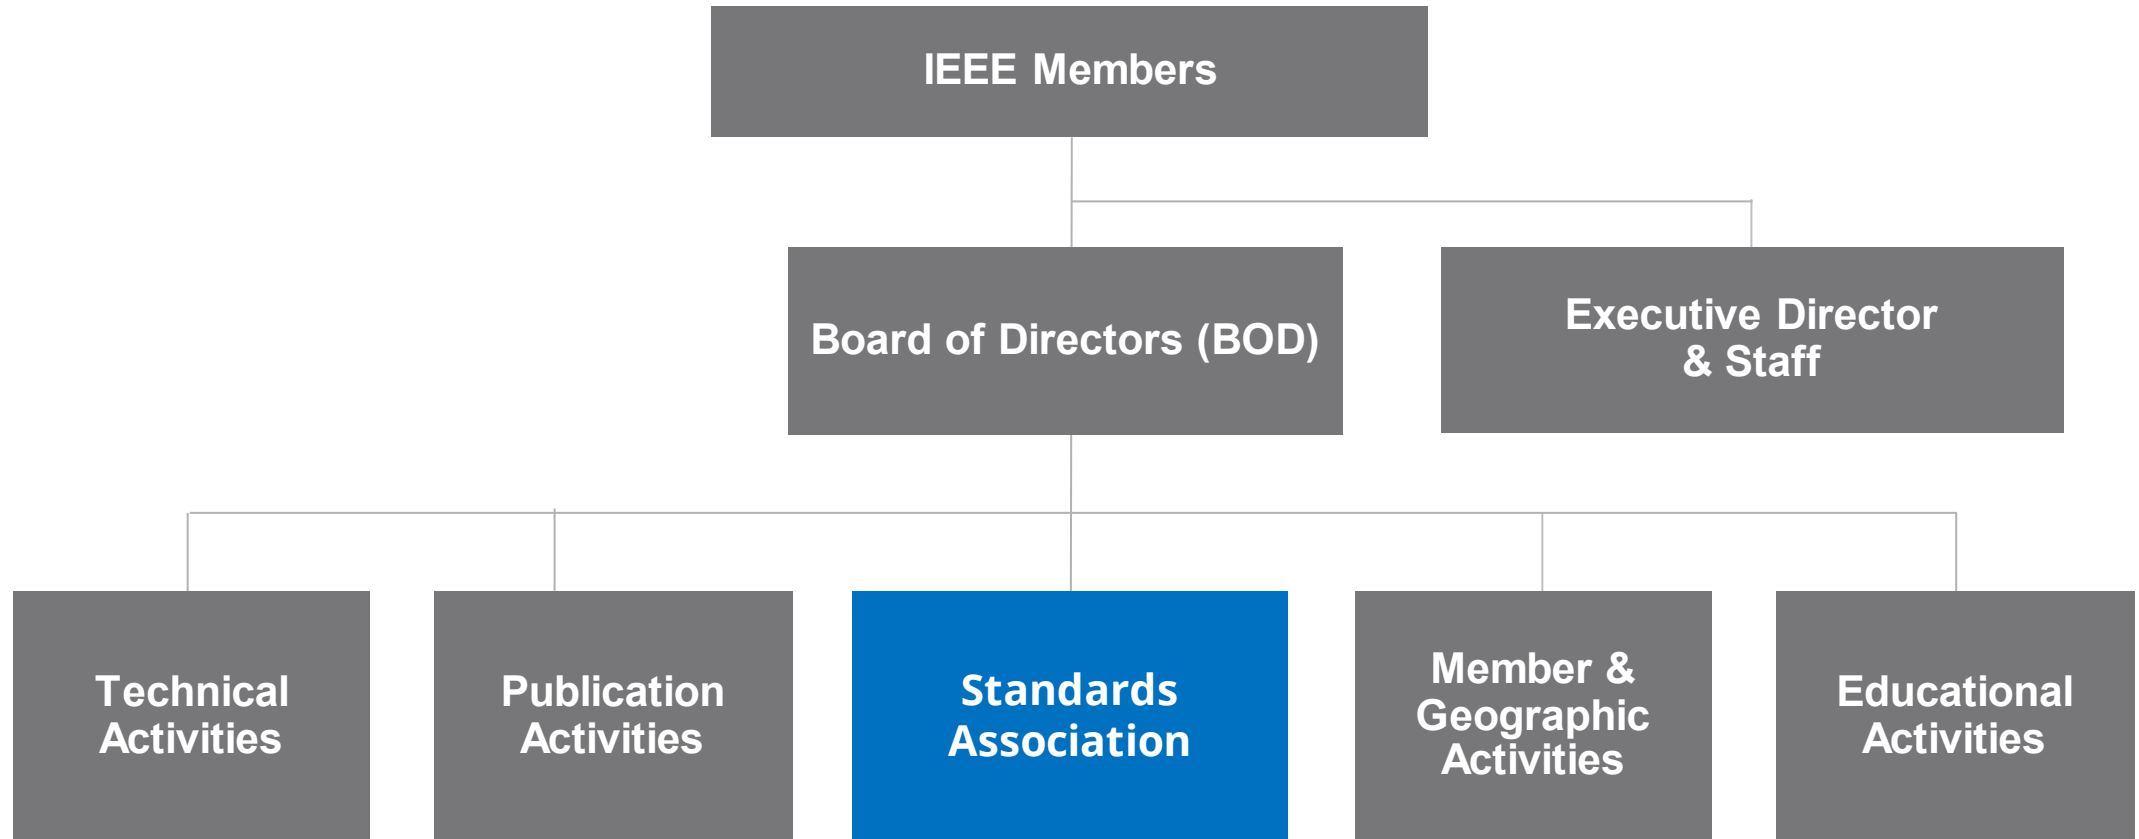 IEEE Members
Board of Directors (BOD)
Executive Director
& Staff
Technical
Activities
Publication
Activities
Standards
Association
Member &
Geographic
Activities
Educational
Activities